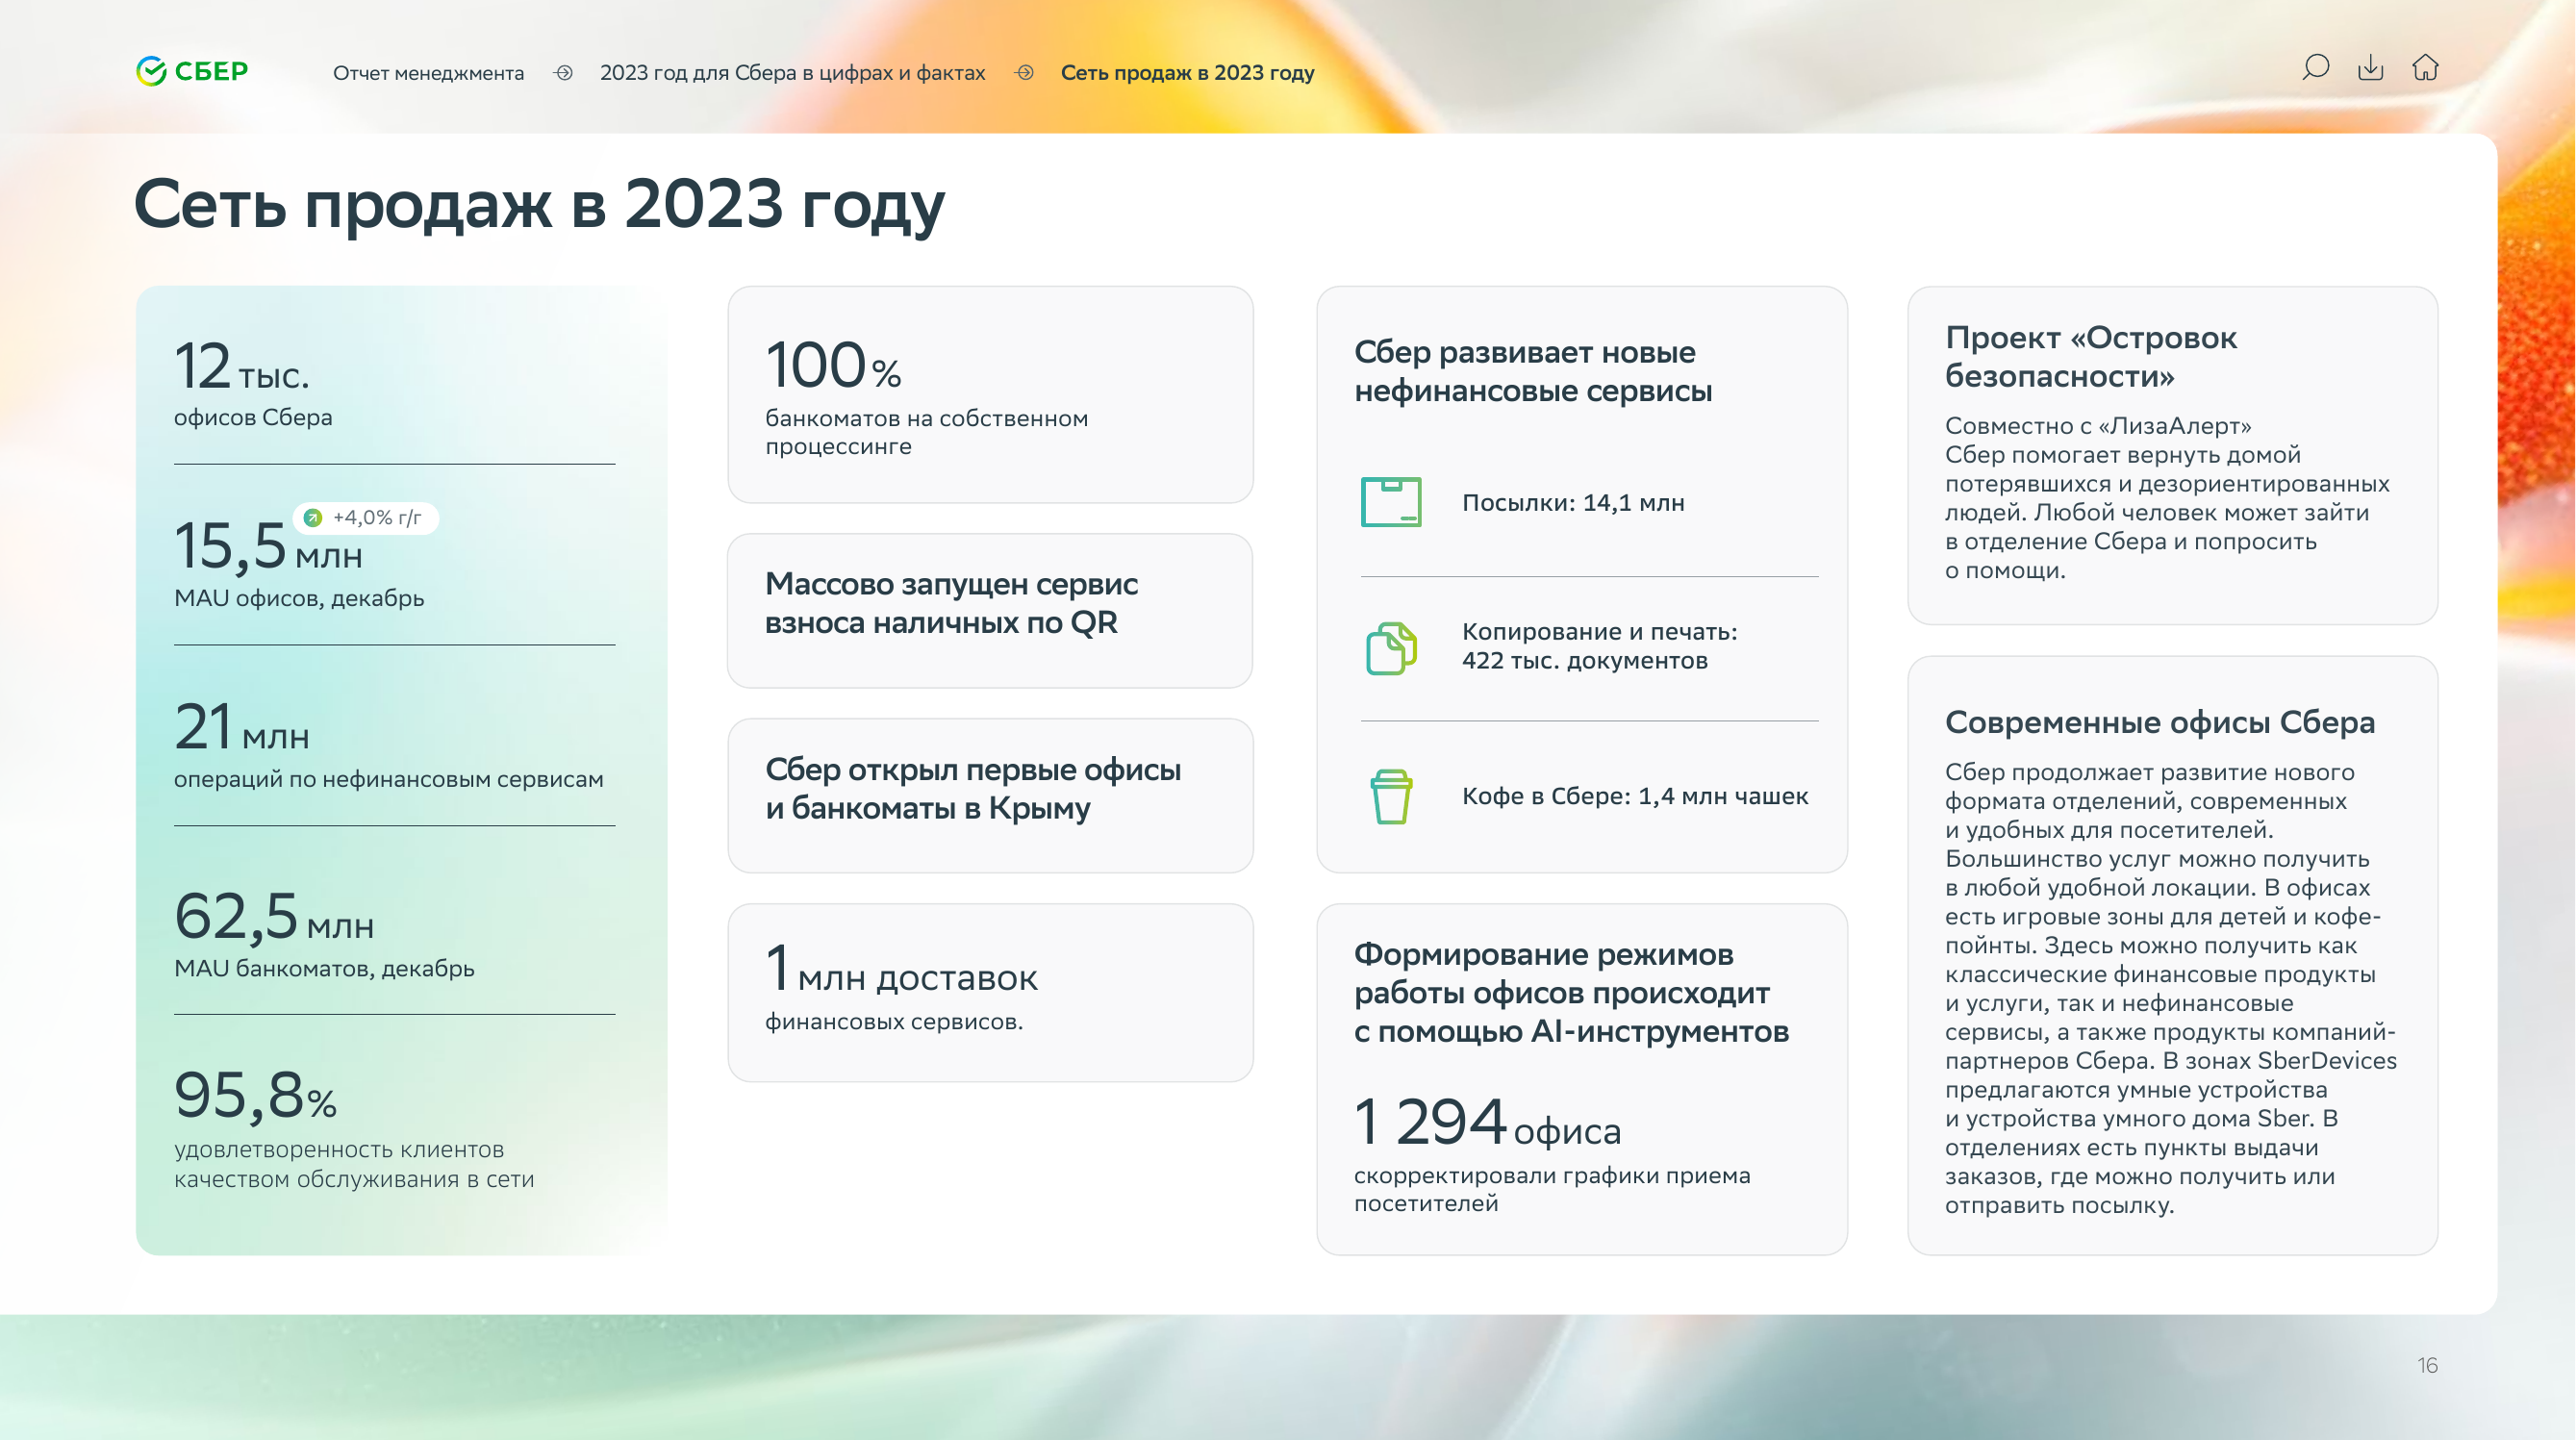 СБЕР
Отчет менеджмента
2023 год для Сбера в цифрах и фактах
Сеть продаж в 2023 году
Сеть продаж в 2023 году
12 тыс.
офисов Сбера
+4,0% г/г
15,5 млн
MAU офисов, декабрь
21 млн
операций по нефинансовым сервисам
62,5 млн
MAU банкоматов, декабрь
95,8%
удовлетворенность клиентов
качеством обслуживания в сети
100%
банкоматов на собственном
процессинге
Массово запущен сервис
взноса наличных по QR
Сбер открыл первые офисы
и банкоматы в Крыму
1 млн доставок
финансовых сервисов.
Сбер развивает новые
нефинансовые сервисы
Посылки: 14,1 млн
Копирование и печать:
422 тыс. документов
Кофе в Сбере: 1,4 млн чашек
Формирование режимов
работы офисов происходит
с помощью AI-инструментов
1 294 офиса
скорректировали графики приема
посетителей
Проект «Островок
безопасности»
Совместно с «ЛизаАлерт»
Сбер помогает вернуть домой
потерявшихся и дезориентированных
людей. Любой человек может зайти
в отделение Сбера и попросить
о помощи.
Современные офисы Сбера
Сбер продолжает развитие нового
формата отделений, современных
и удобных для посетителей.
Большинство услуг можно получить
в любой удобной локации. В офисах
есть игровые зоны для детей и кофе-
пойнты. Здесь можно получить как
классические финансовые продукты
и услуги, так и нефинансовые
сервисы, а также продукты компаний-
партнеров Сбера. В зонах SberDevices
предлагаются умные устройства
и устройства умного дома Sber. В
отделениях есть пункты выдачи
заказов, где можно получить или
отправить посылку.
16